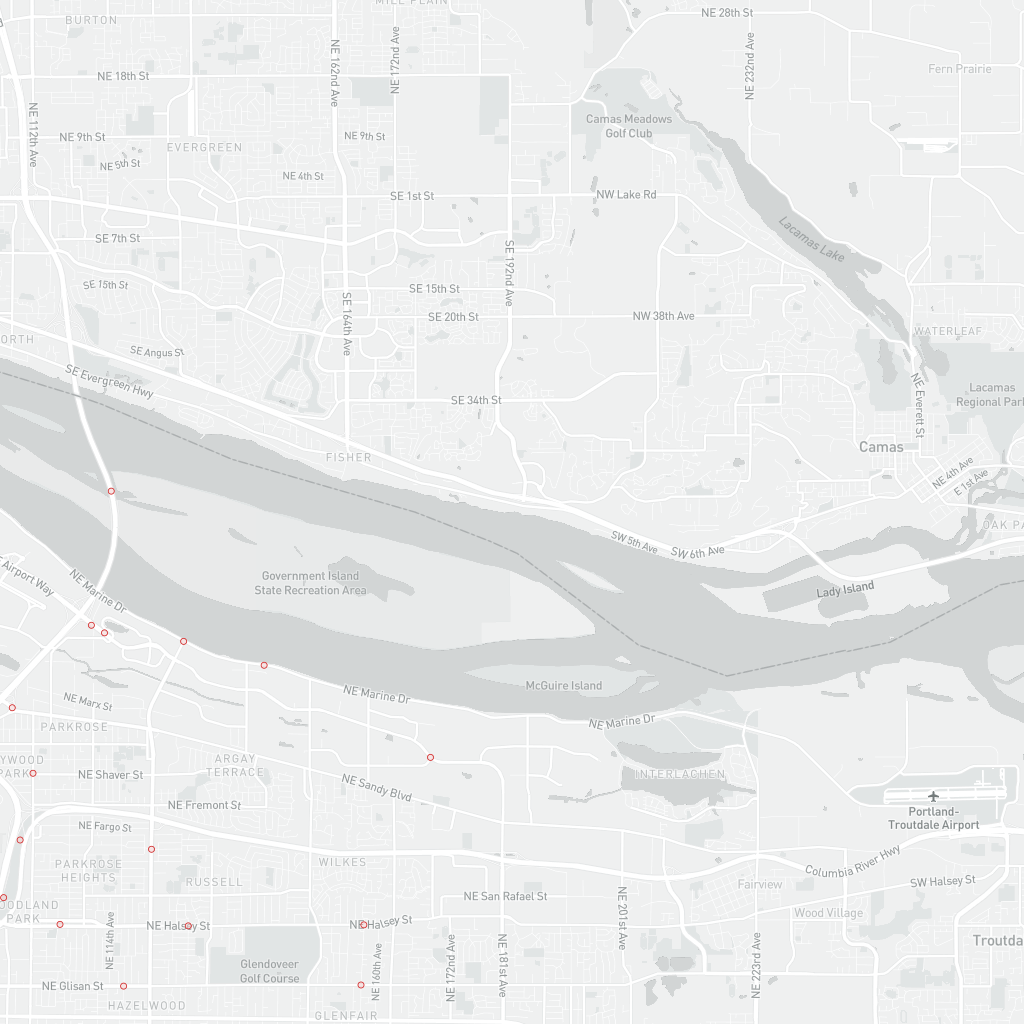 MILL PLAIN
BURTON
NE 28th St
NE 162nd Ave
NE 172nd Ave
NE 232nd Ave
Fern Prairie
NE 18th St
NE 112th Ave
Camas Meadows
Golf Club
NE 9th St
NE 9th St
EVERGREEN
NE 5th St
NE 4th St
SE 1st St
NW Lake Rd
SE 7th St
Lacamas Lake
SE 192nd Ave
SE 15th St
SE 15th St
SE 164th Ave
SE 20th St
NW 38th Ave
WATERLEAF
ORTH
SE Angus St
SE Evergreen Hwy
NE Everett St
Lacamas
Regional Park
SE 34th St
Camas
FISHER
NE 4th Ave
E 1st Ave
OAK PA
SW 5th Ave
SW 6th Ave
E Airport Way
NE Marine Dr
Government Island
State Recreation Area
Lady Island
McGuire Island
NE Marine Dr
NE Marx St
NE Marine Dr
PARKROSE
YWOOD
PARK
NE Shaver St
ARGAY
TERRACE
INTERLACHEN
NE Sandy Blvd
NE Fremont St
Portland-
Troutdale Airport
NE Fargo St
PARKROSE
HEIGHTS
WILKES
Columbia River Hwy
RUSSELL
Fairview
SW Halsey St
NE San Rafael St
OODLAND
PARK
NE 114th Ave
NE Halsey St
NE Halsey St
NE 201st Ave
Wood Village
Troutda
NE 160th Ave
NE 172nd Ave
NE 181st Ave
NE 223rd Ave
Glendoveer
Golf Course
NE Glisan St
HAZELWOOD
GLENFAIR